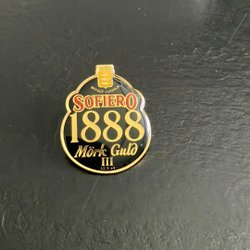 SOFIERO
1888
Mörk Guld
III